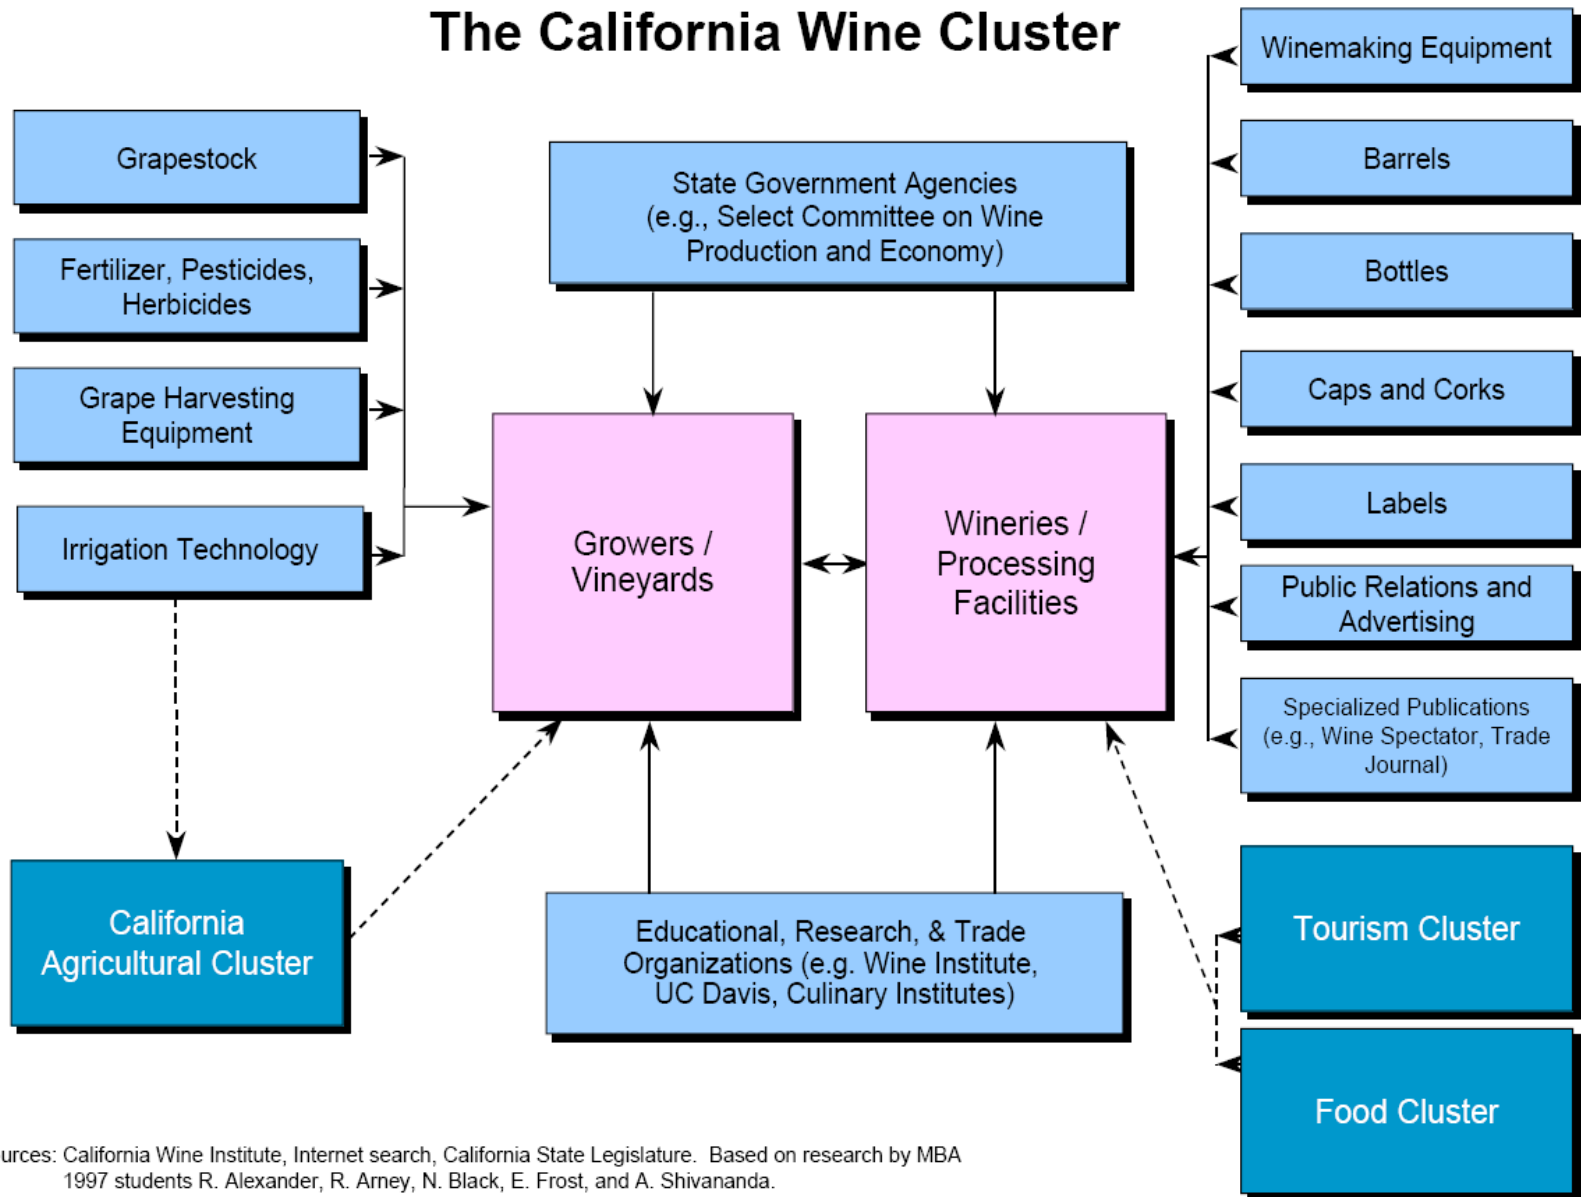 The California Wine Cluster
Grapestock
Fertilizer, Pesticides,
Herbicides
Grape Harvesting
Equipment
Irrigation Technology
State Government Agencies
(e.g., Select Committee on Wine
Production and Economy)
Growers /
Vineyards
Wineries /
Processing
Facilities
Winemaking Equipment
Barrels
Bottles
Caps and Corks
Labels
Public Relations and
Advertising
Specialized Publications
(e.g., Wine Spectator, Trade
Journal)
California
Agricultural Cluster
Educational, Research, & Trade
Organizations (e.g. Wine Institute,
UC Davis, Culinary Institutes)
Tourism Cluster
Food Cluster
urces: California Wine Institute, Internet search, California State Legislature. Based on research by MBA
1997 students R. Alexander, R. Arney, N. Black, E. Frost, and A. Shivananda.